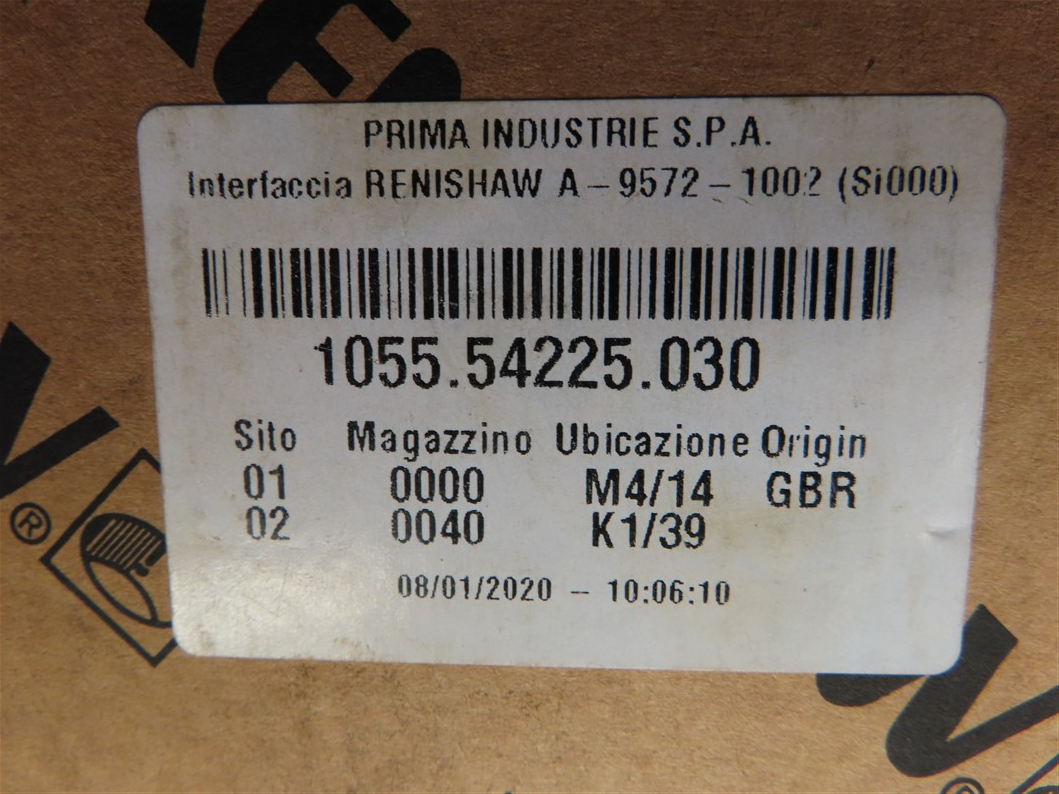 PRIMA INDUSTRIE S.P.A.
Interfaccia RENISHAW A-9572-1002 (Si000)
1055.54225.030
Sito Magazzino Ubicazione Origin
01 0000 M4/14 GBR
02 0040 K1/39
08/01/2020 - 10:06:10
®